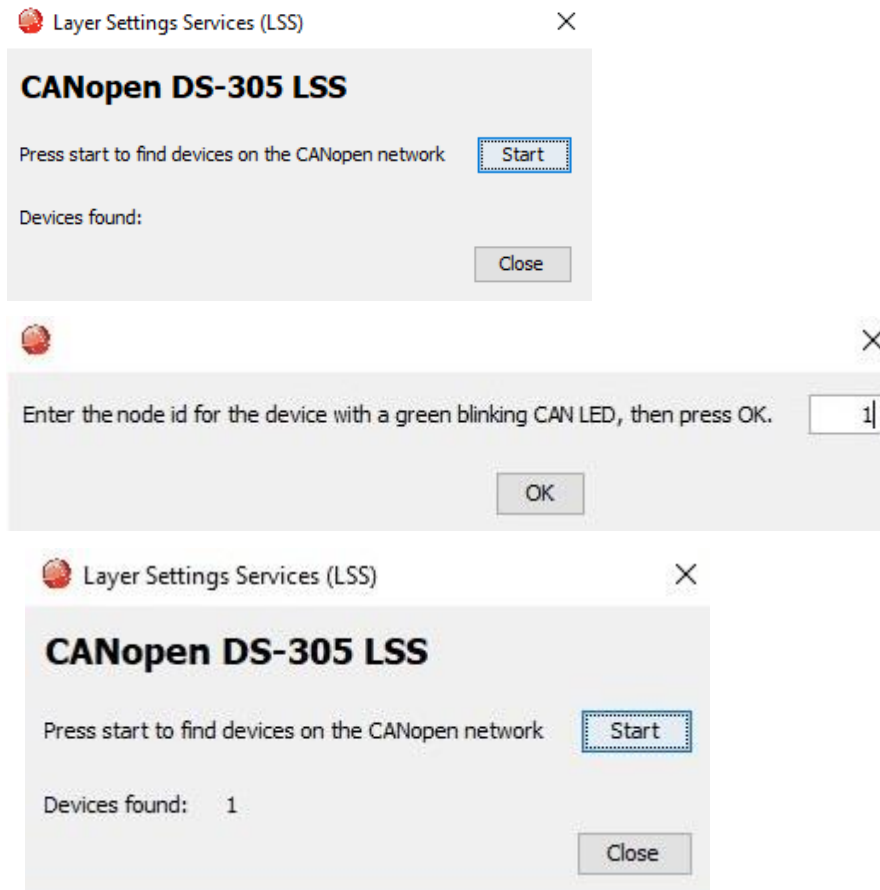 Layer Settings Services (LSS)
CANopen DS-305 LSS
Press start to find devices on the CANopen network Start
Devices found:
Close
Enter the node id for the device with a green blinking CAN LED, then press OK. 1
OK
Layer Settings Services (LSS)
CANopen DS-305 LSS
Press start to find devices on the CANopen network Start
Devices found: 1
Close